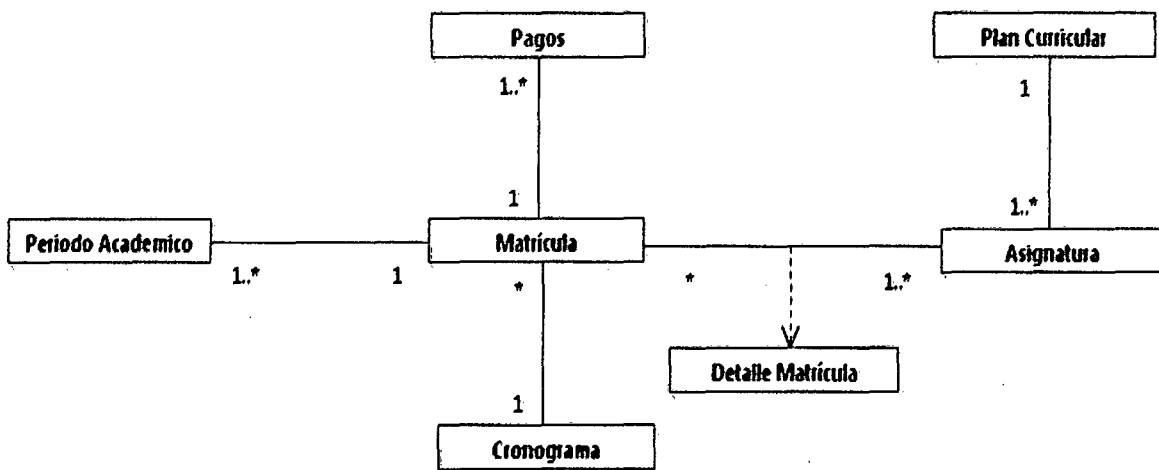 Pagos
Plan Curricular
1..*
1
1
1..*
Periodo Academico
Matrícula
Asignatura
1..*
1
*
*
1..*
Detalle Matrícula
1
Cronograma